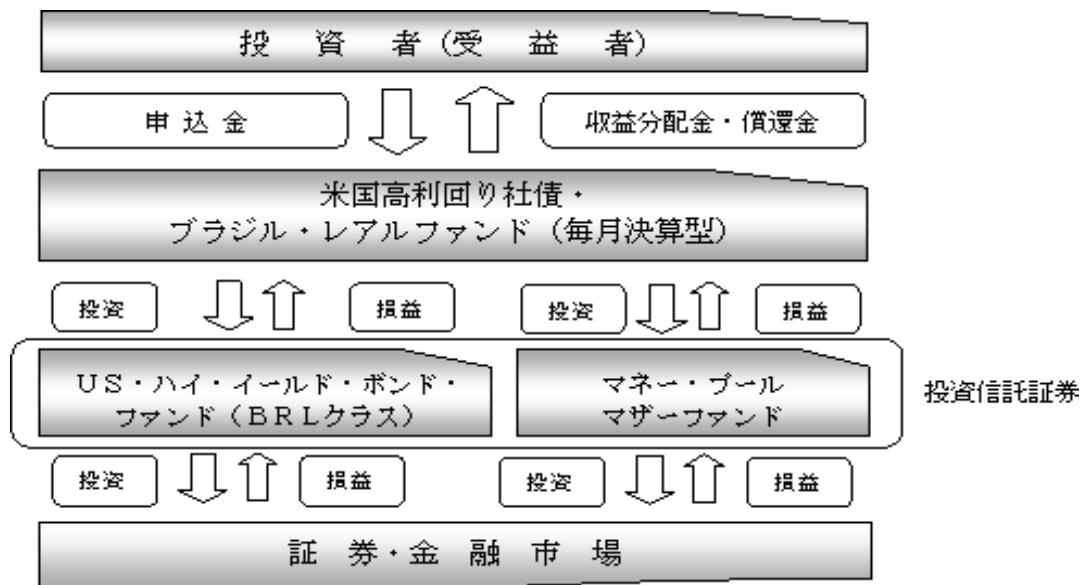 投資者(受益者)
申込金
収益分配金・償還金
米国高利回り社債・
ブラジル・レアルファンド(毎月決算型)
投資
損益
投資
損益
US・ハイ・イールド・ボンド・
ファンド(BRLクラス)
マネー・プール
マザーファンド
投資信託証券
投資
損益
投資
損益
証券・金融市場